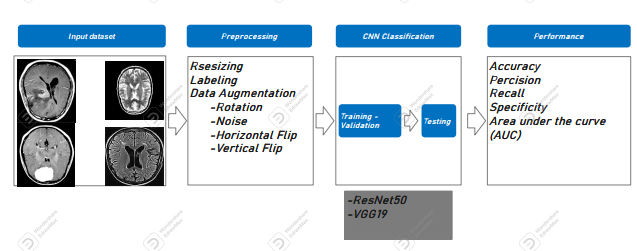 Input dataset
Preprocessing
Rsesizing
Labeling
Data Augmentation
-Rotation
-Noise
-Horizontal Flip
-Vertical Flip
CNN Classification
Training -
Validation
Testing
-ResNet50
-VGG19
Performance
Accuracy
Percision
Recall
Specificity
Area under the curve
(AUC)